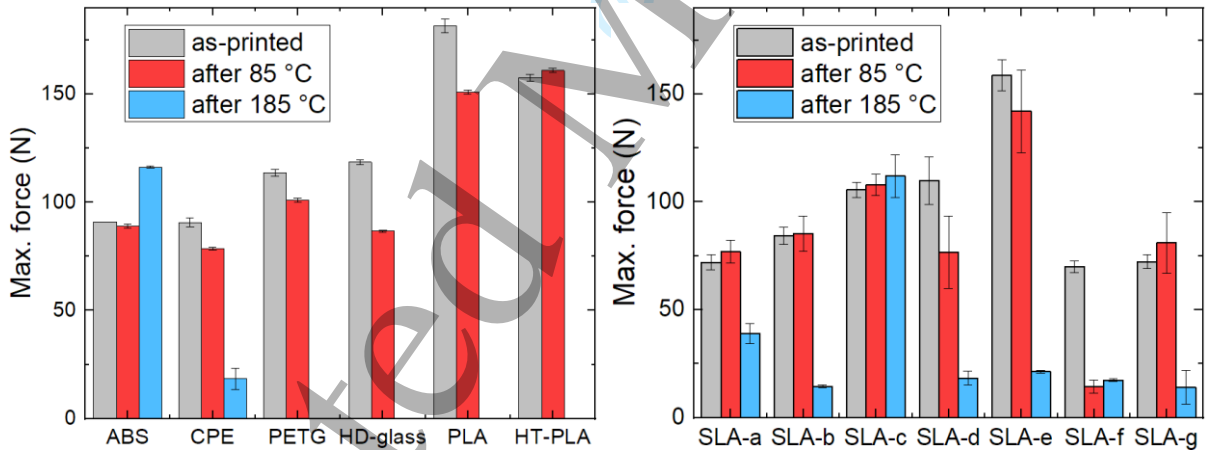 as-printed
after 85 °C
after 185 °C
Max. force (N)
150
100
50
0
ABS CPE PETG HD-glass PLA HT-PLA
as-printed
after 85 °C
after 185 °C
Max. force (N)
150
100
50
0
SLA-a SLA-b SLA-c SLA-d SLA-e SLA-f SLA-g
ted M